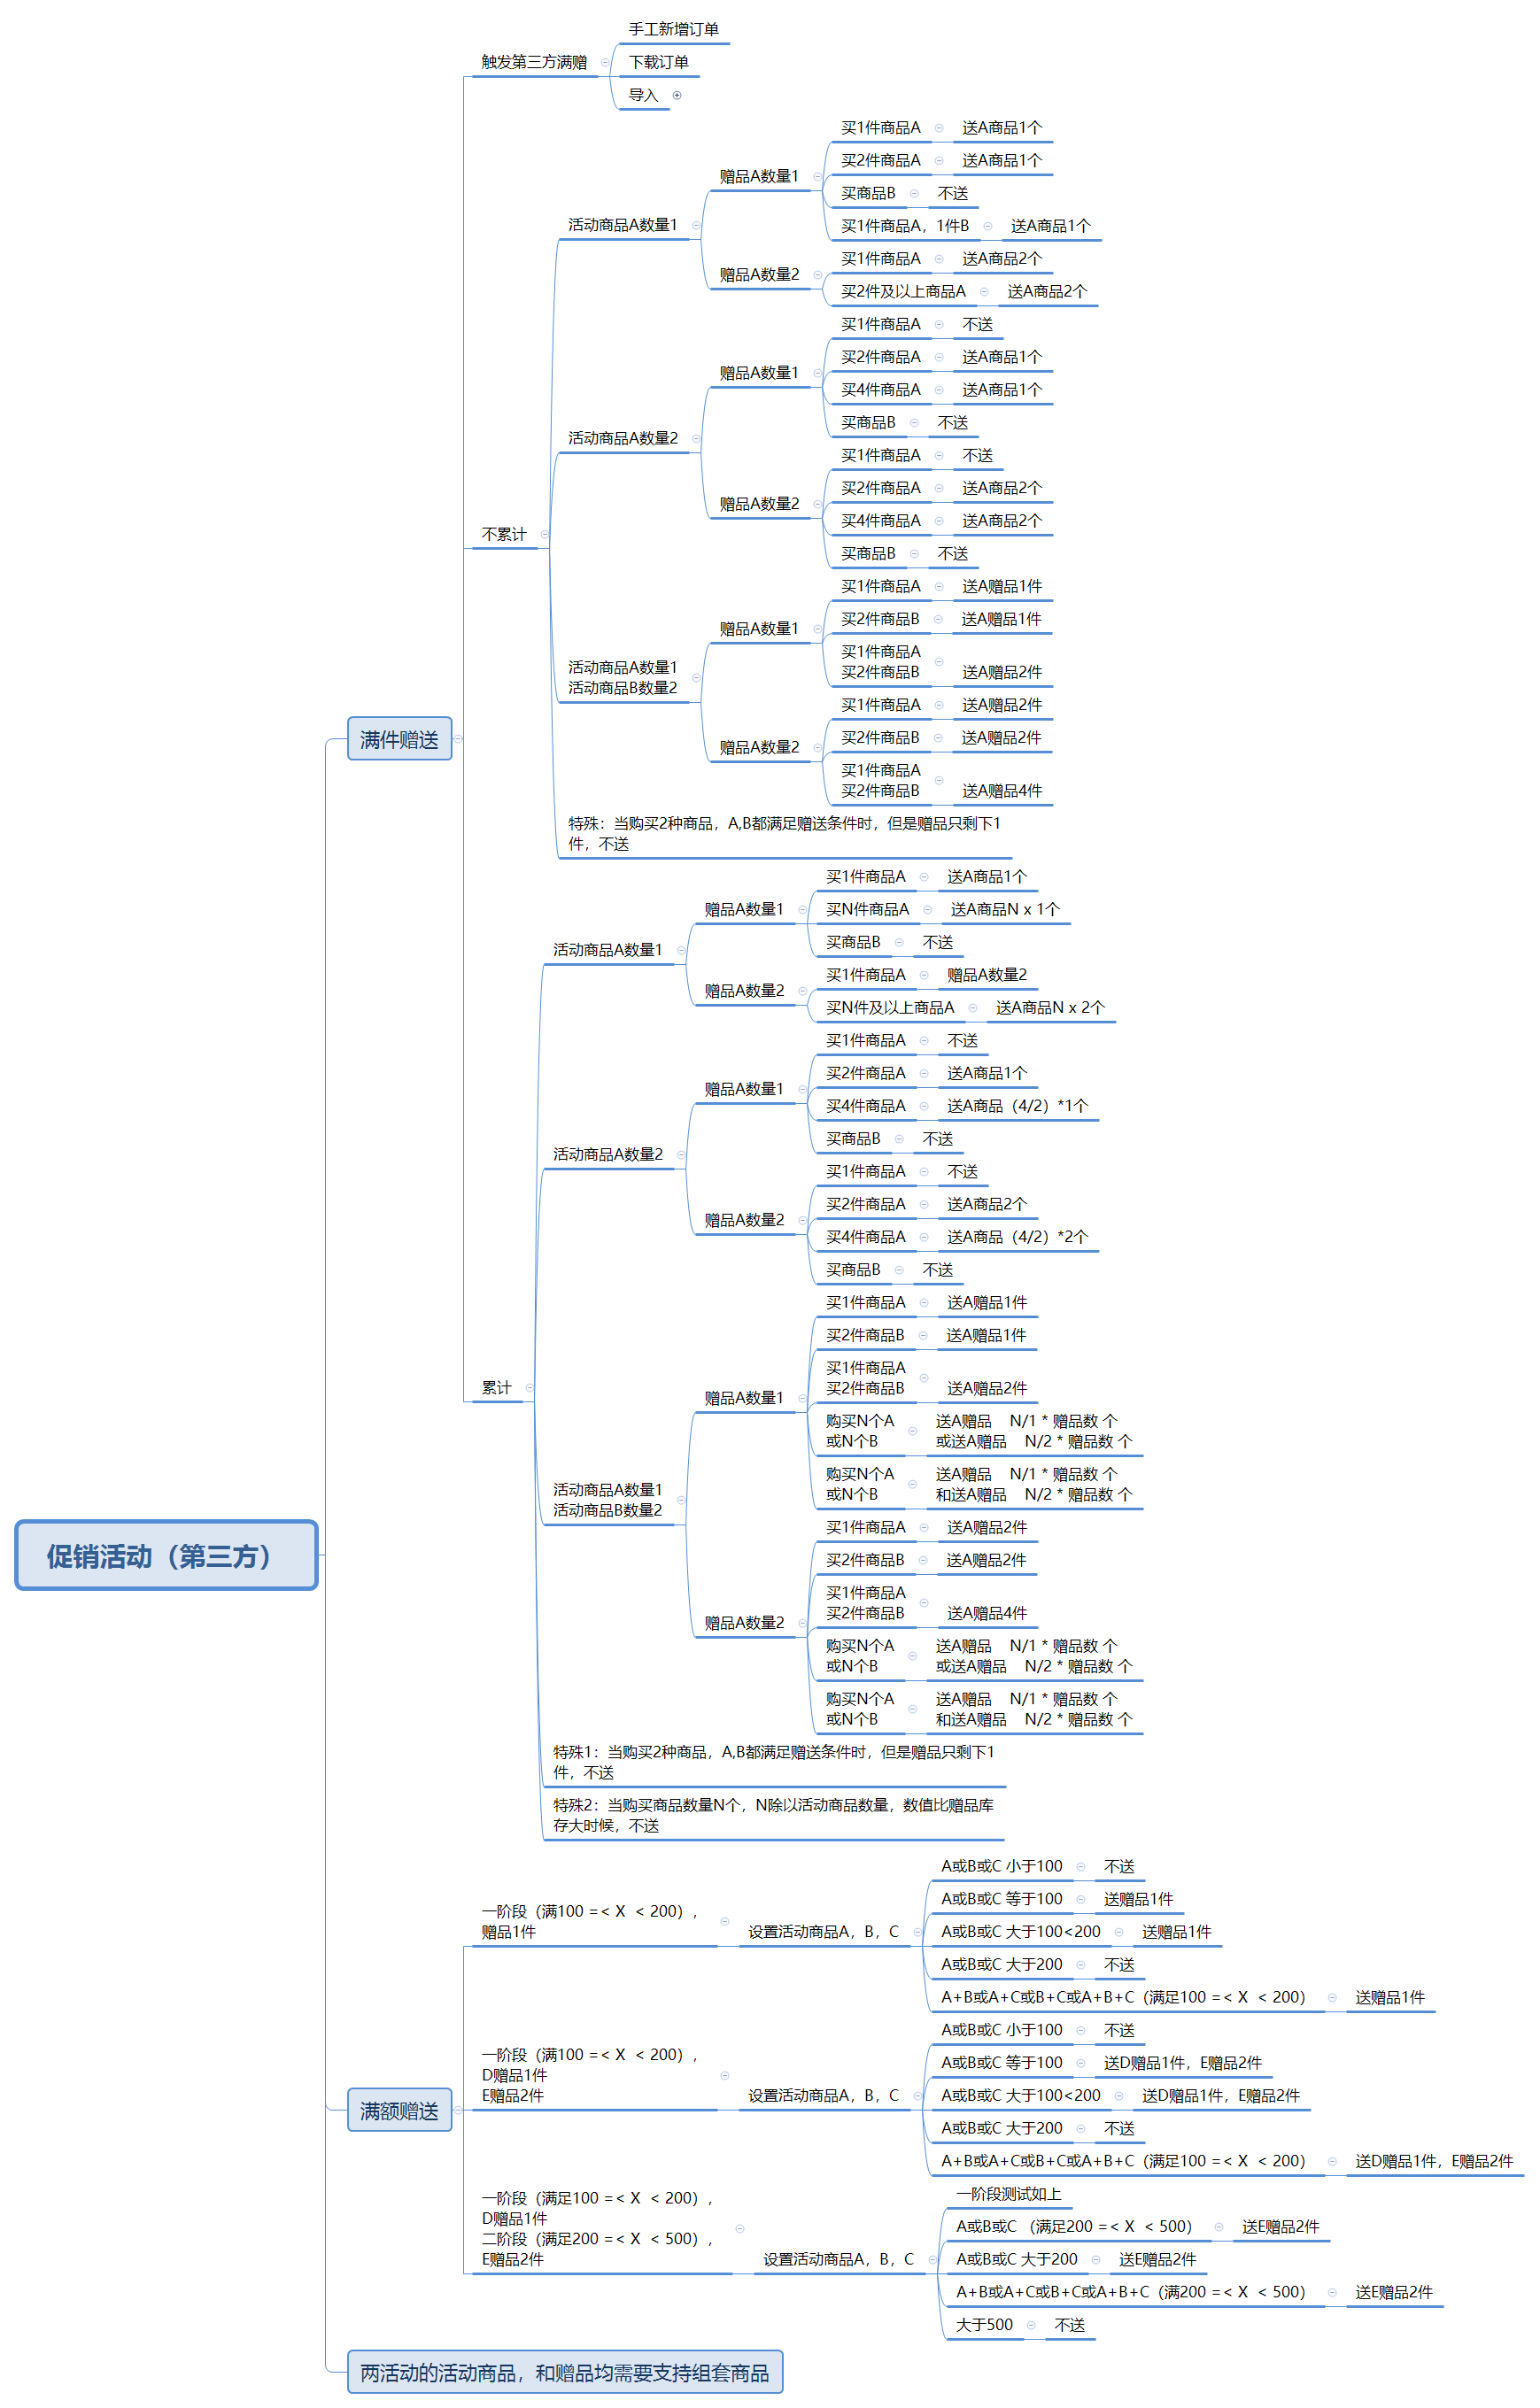 促销活动（第三方）
满件赠送
触发第三方满赠
手工新增订单
下载订单
导入
不累计
活动商品A数量1
赠品A数量1
买1件商品A
送A商品1个
买2件商品A
送A商品1个
买商品B
不送
买1件商品A，1件B
送A商品1个
赠品A数量2
买1件商品A
送A商品2个
买2件及以上商品A
送A商品2个
活动商品A数量2
赠品A数量1
买1件商品A
不送
买2件商品A
送A商品1个
买4件商品A
送A商品1个
买商品B
不送
赠品A数量2
买1件商品A
不送
买2件商品A
送A商品2个
买4件商品A
送A商品2个
买商品B
不送
活动商品A数量1
活动商品B数量2
赠品A数量1
买1件商品A
送A赠品1件
买2件商品B
送A赠品1件
买1件商品A
买2件商品B
送A赠品2件
赠品A数量2
买1件商品A
送A赠品2件
买2件商品B
送A赠品2件
买1件商品A
买2件商品B
送A赠品4件
特殊：当购买2种商品，A,B都满足赠送条件时，但是赠品只剩下1
件，不送
累计
活动商品A数量1
赠品A数量1
买1件商品A
送A商品1个
买N件商品A
送A商品N x 1个
买商品B
不送
赠品A数量2
买1件商品A
赠品A数量2
买N件及以上商品A
送A商品N x 2个
活动商品A数量2
赠品A数量1
买1件商品A
不送
买2件商品A
送A商品1个
买4件商品A
送A商品（4/2）*1个
买商品B
不送
赠品A数量2
买1件商品A
不送
买2件商品A
送A商品2个
买4件商品A
送A商品（4/2）*2个
买商品B
不送
活动商品A数量1
活动商品B数量2
赠品A数量1
买1件商品A
送A赠品1件
买2件商品B
送A赠品1件
买1件商品A
买2件商品B
送A赠品2件
购买N个A
或N个B
送A赠品 N/1 * 赠品数 个
或送A赠品 N/2 * 赠品数 个
购买N个A
或N个B
送A赠品 N/1 * 赠品数 个
和送A赠品 N/2 * 赠品数 个
赠品A数量2
买1件商品A
送A赠品2件
买2件商品B
送A赠品2件
买1件商品A
买2件商品B
送A赠品4件
购买N个A
或N个B
送A赠品 N/1 * 赠品数 个
或送A赠品 N/2 * 赠品数 个
购买N个A
或N个B
送A赠品 N/1 * 赠品数 个
和送A赠品 N/2 * 赠品数 个
特殊1：当购买2种商品，A,B都满足赠送条件时，但是赠品只剩下1
件，不送
特殊2：当购买商品数量N个，N除以活动商品数量，数值比赠品库
存大时候，不送
满额赠送
一阶段（满100 =< X < 200），
赠品1件
设置活动商品A，B，C
A或B或C 小于100
不送
A或B或C 等于100
送赠品1件
A或B或C 大于100<200
送赠品1件
A或B或C 大于200
不送
A+B或A+C或B+C或A+B+C（满足100 =< X < 200）
送赠品1件
一阶段（满100 =< X < 200），
D赠品1件
E赠品2件
设置活动商品A，B，C
A或B或C 小于100
不送
A或B或C 等于100
送D赠品1件，E赠品2件
A或B或C 大于100<200
送D赠品1件，E赠品2件
A或B或C 大于200
不送
A+B或A+C或B+C或A+B+C（满足100 =< X < 200）
送D赠品1件，E赠品2件
一阶段（满足100 =< X < 200），
D赠品1件
二阶段（满足200 =< X < 500），
E赠品2件
设置活动商品A，B，C
一阶段测试如上
A或B或C （满足200 =< X < 500）
送E赠品2件
A或B或C 大于200
送E赠品2件
A+B或A+C或B+C或A+B+C（满200 =< X < 500）
送E赠品2件
大于500
不送
两活动的活动商品，和赠品均需要支持组套商品